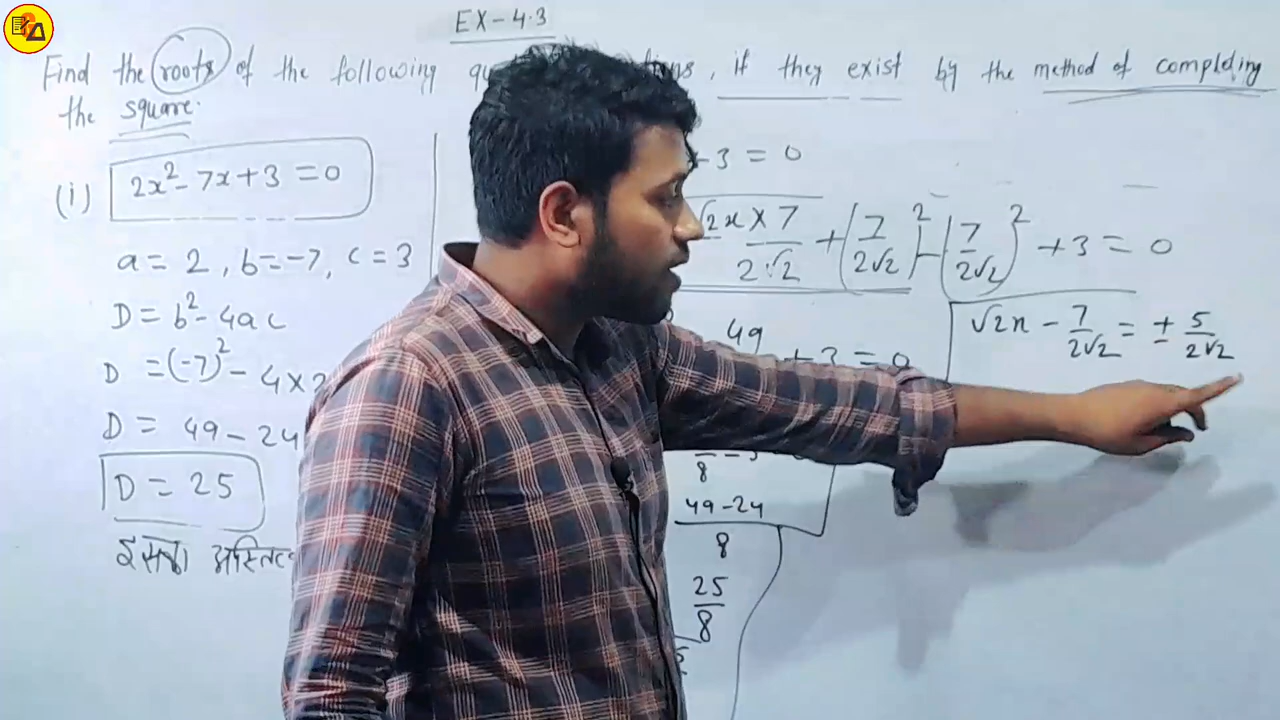 EX-4.3
Find the roots of the following , if they exist by the method of completing
the square.
(i) 2x² - 7x + 3 = 0
a = 2, b = -7, c = 3
D = b² - 4ac
D = (-7)² - 4×2
D = 49 - 24
D = 25
इसका
-3 = 0
√2x × 7/2√2 + (7/2√2)² - (7/2√2)² + 3 = 0
49
+ 3 = 0
/8 - 3
49-24/8
25/8
√2x - 7/2√2 = ± 5/2√2